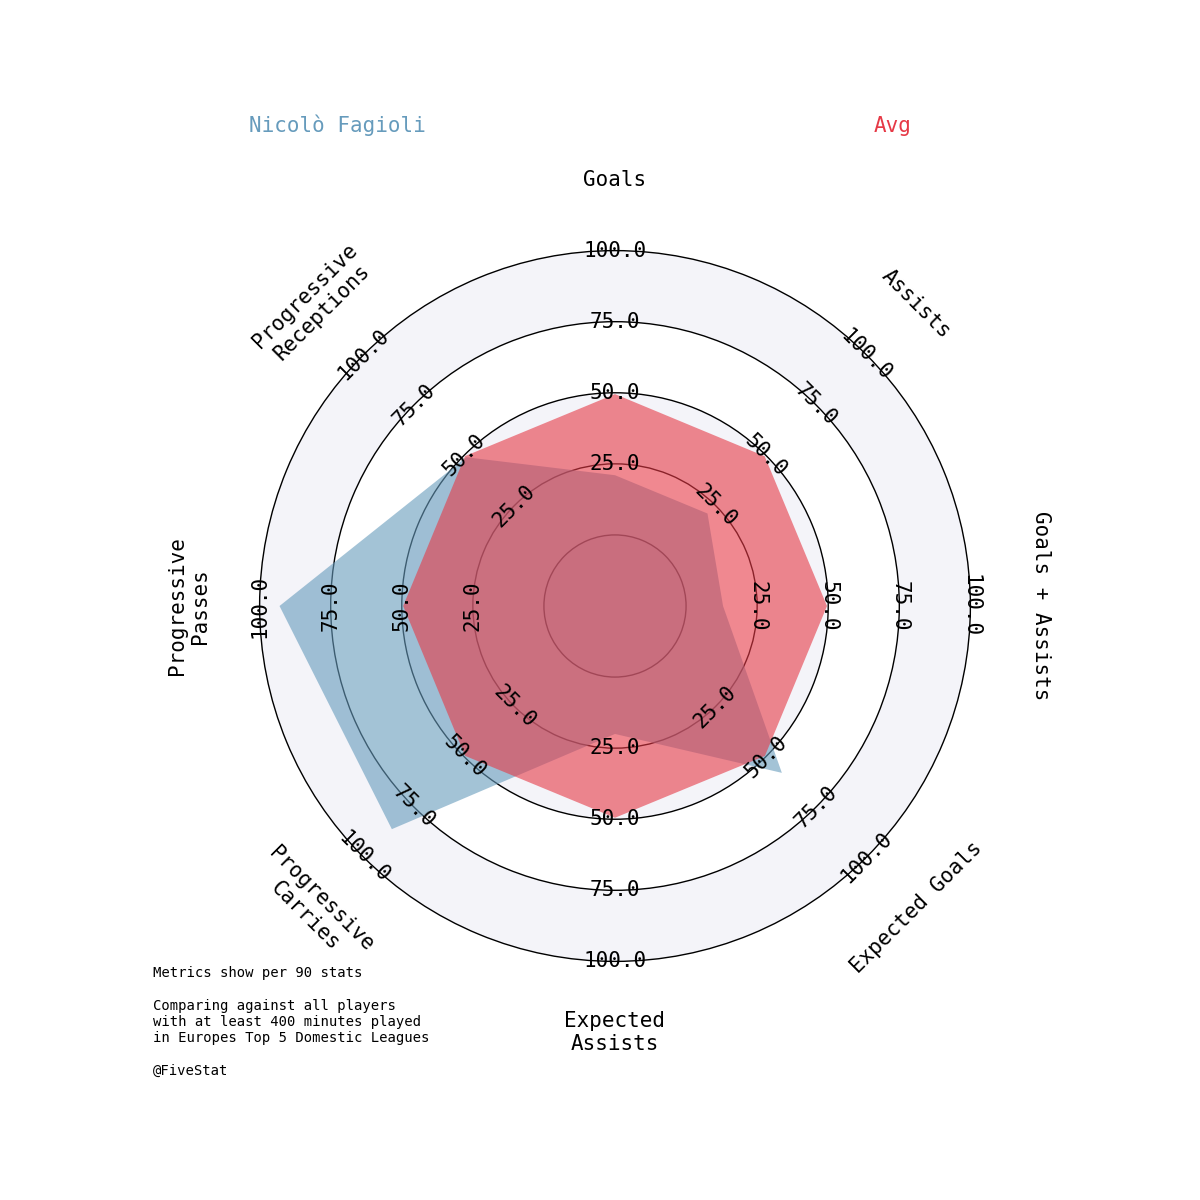 Nicolò Fagioli
Avg
Goals
Assists
Goals + Assists
Expected Goals
Expected
Assists
Progressive
Carries
Progressive
Passes
Progressive
Receptions
100.0
75.0
50.0
25.0
100.0
75.0
50.0
25.0
100.0
75.0
50.0
25.0
100.0
75.0
50.0
25.0
100.0
75.0
50.0
25.0
100.0
75.0
50.0
25.0
100.0
75.0
50.0
25.0
100.0
75.0
50.0
25.0
Metrics show per 90 stats
Comparing against all players
with at least 400 minutes played
in Europes Top 5 Domestic Leagues
@FiveStat